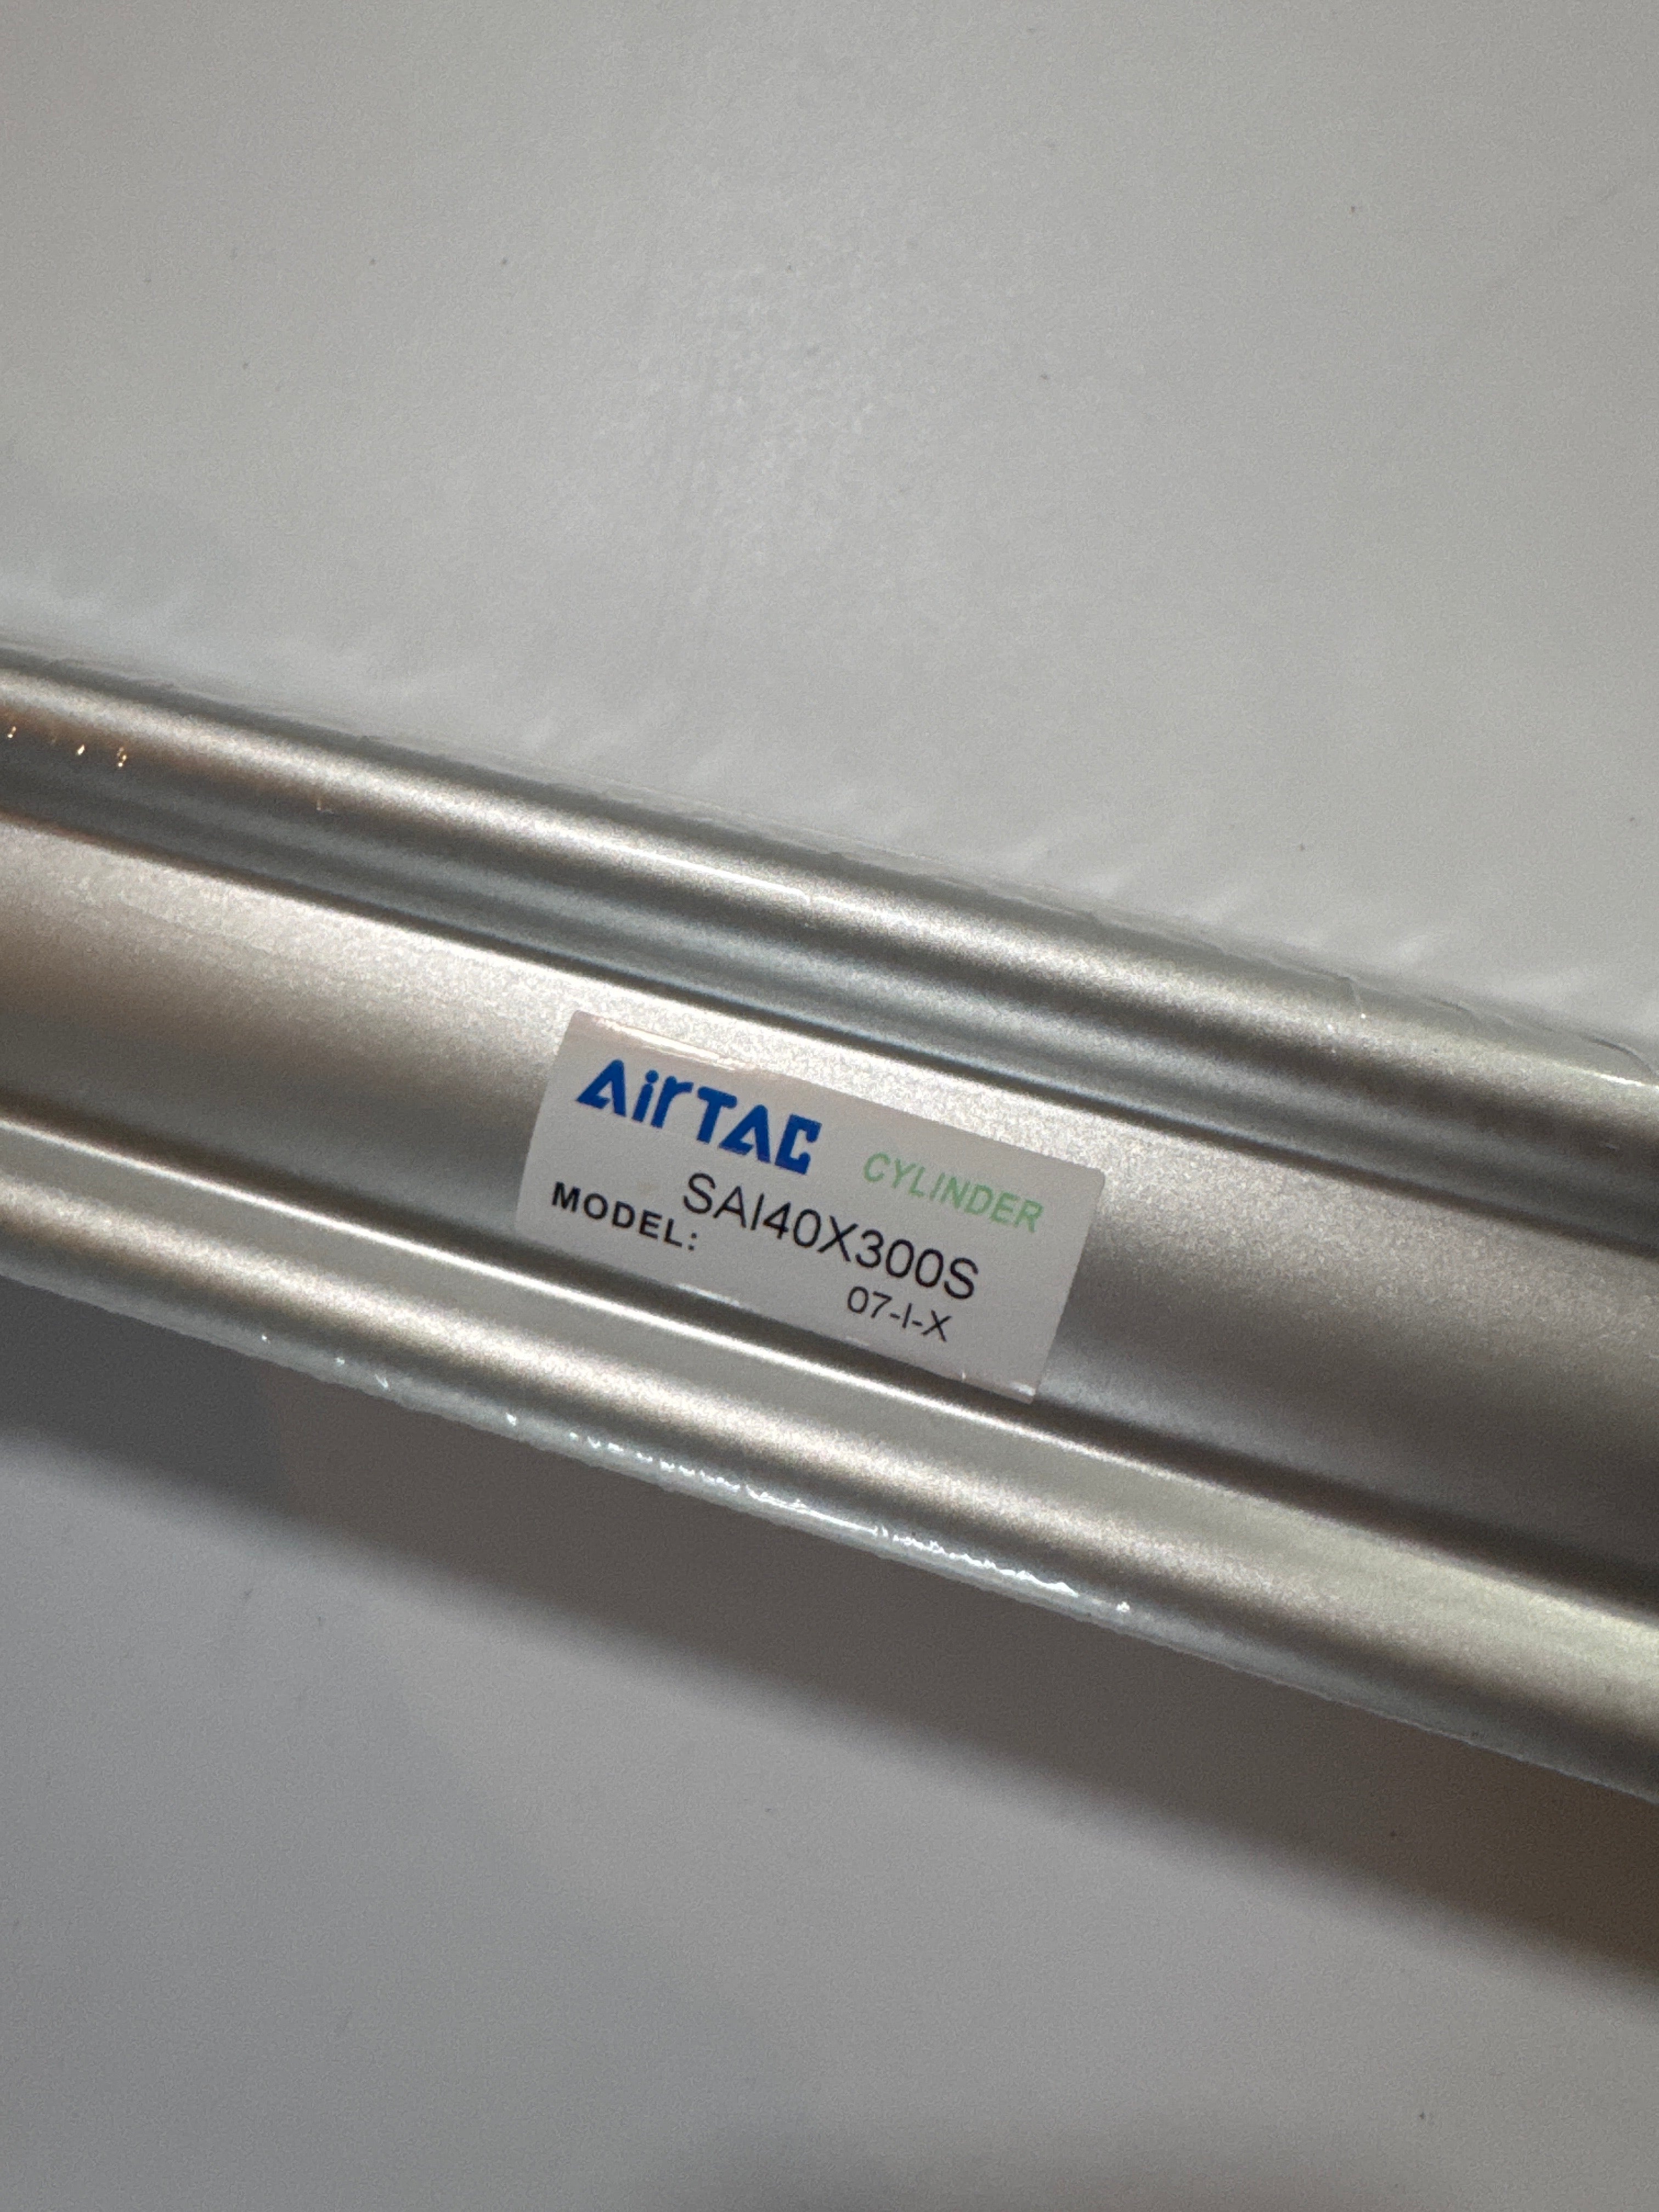 AirTAC CYLINDER
MODEL: SAI40X300S
07-I-X